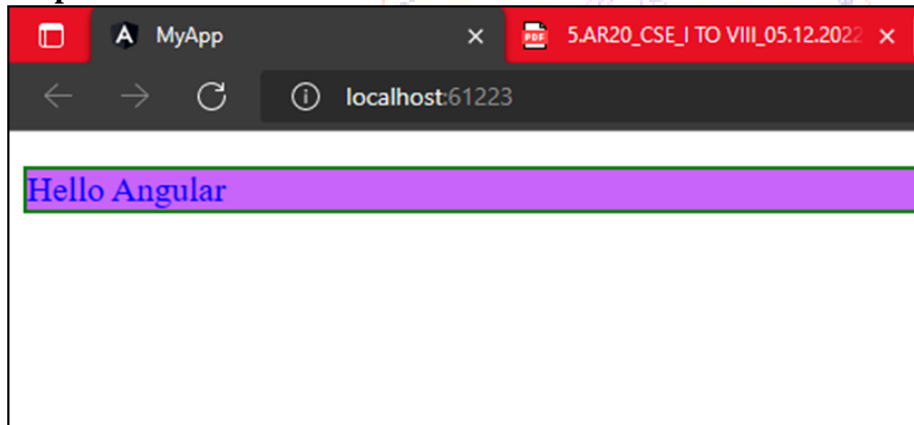 MyApp
5.AR20_CSE_I TO VIII_05.12.2022
localhost:61223
Hello Angular